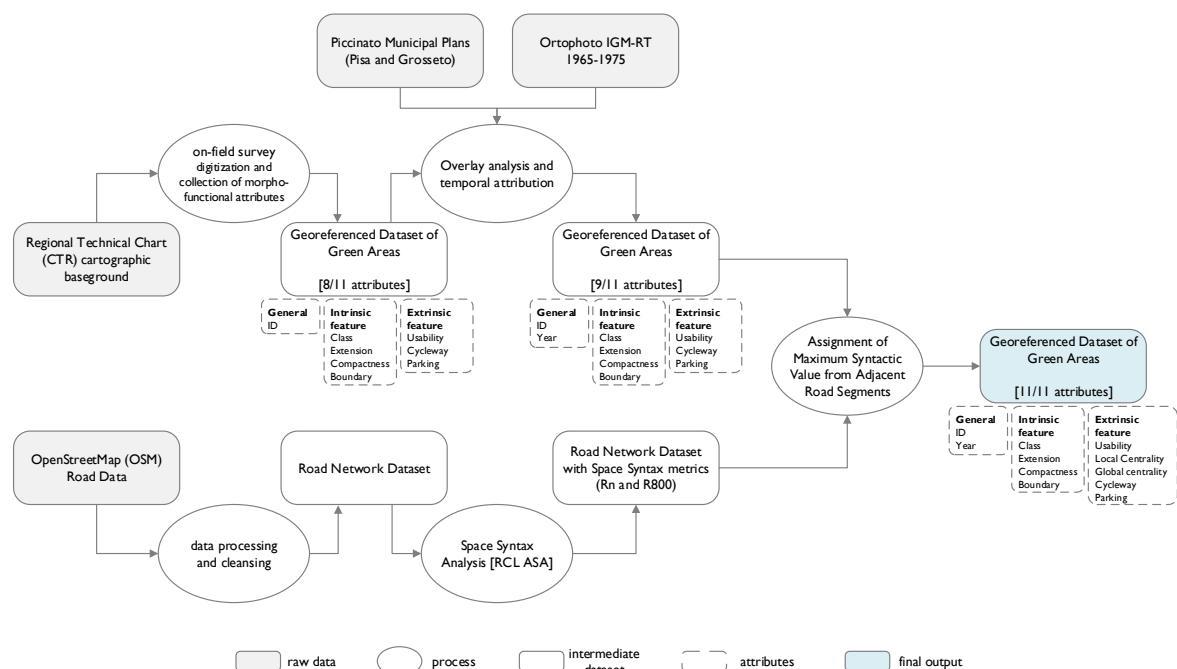 Piccinato Municipal Plans
(Pisa and Grosseto)
Ortophoto IGM-RT
1965-1975
on-field survey
digitization and
collection of morpho-
functional attributes
Overlay analysis and
temporal attribution
Regional Technical Chart
(CTR) cartographic
baseground
Georeferenced Dataset of
Green Areas
[8/11 attributes]
General
ID
Intrinsic
feature
Class
Extension
Compactness
Boundary
Extrinsic
feature
Usability
Cycleway
Parking
Georeferenced Dataset of
Green Areas
[9/11 attributes]
General
ID
Year
Intrinsic
feature
Class
Extension
Compactness
Boundary
Extrinsic
feature
Usability
Cycleway
Parking
Assignment of
Maximum Syntactic
Value from Adjacent
Road Segments
Georeferenced Dataset of
Green Areas
[11/11 attributes]
General
ID
Year
Intrinsic
feature
Class
Extension
Compactness
Boundary
Extrinsic
feature
Usability
Local Centrality
Global centrality
Cycleway
Parking
OpenStreetMap (OSM)
Road Data
Road Network Dataset
Road Network Dataset
with Space Syntax metrics
(Rn and R800)
data processing
and cleansing
Space Syntax
Analysis [RCL ASA]
raw data
process
intermediate
dataset
attributes
final output